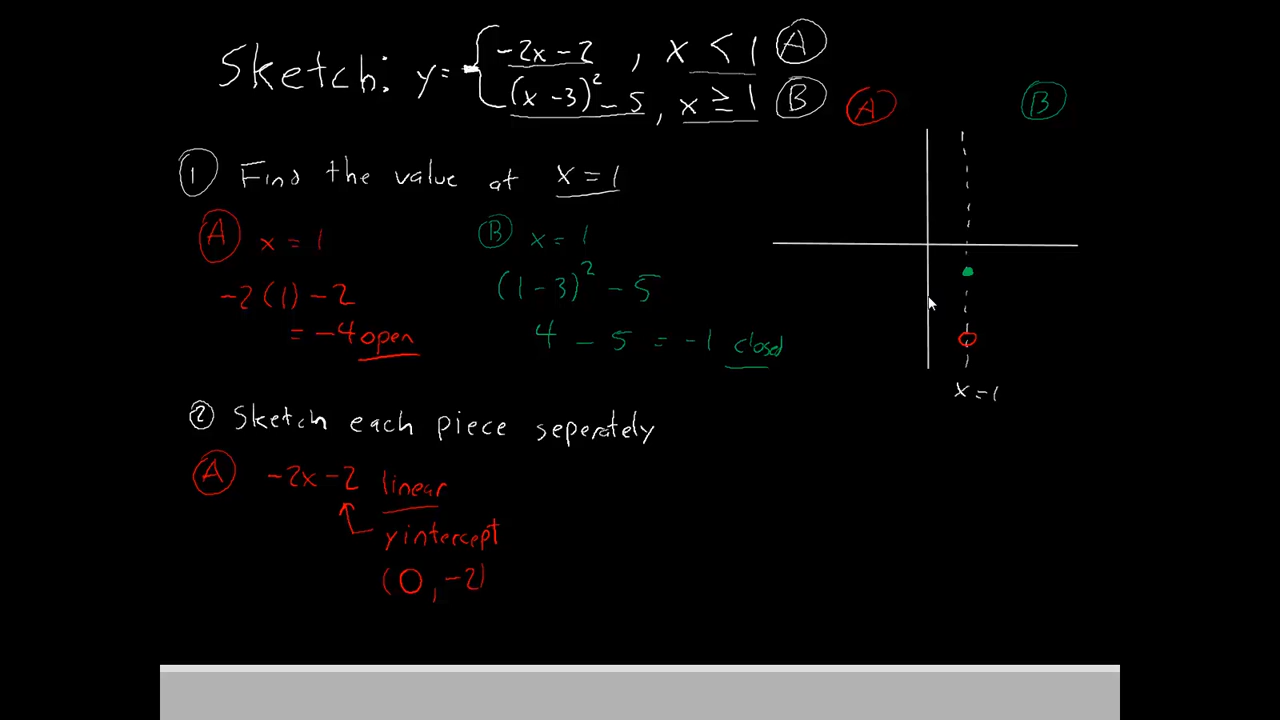 Sketch: y = { -2x - 2 , x < 1 (A)
(x - 3)² - 5 , x ≥ 1 (B)
(A) (B)
① Find the value at x = 1
(A) x = 1
-2(1) - 2
= -4 open
(B) x = 1
(1 - 3)² - 5
4 - 5 = -1 closed
x = 1
② Sketch each piece seperately
(A) -2x - 2 linear
y intercept
(0, -2)